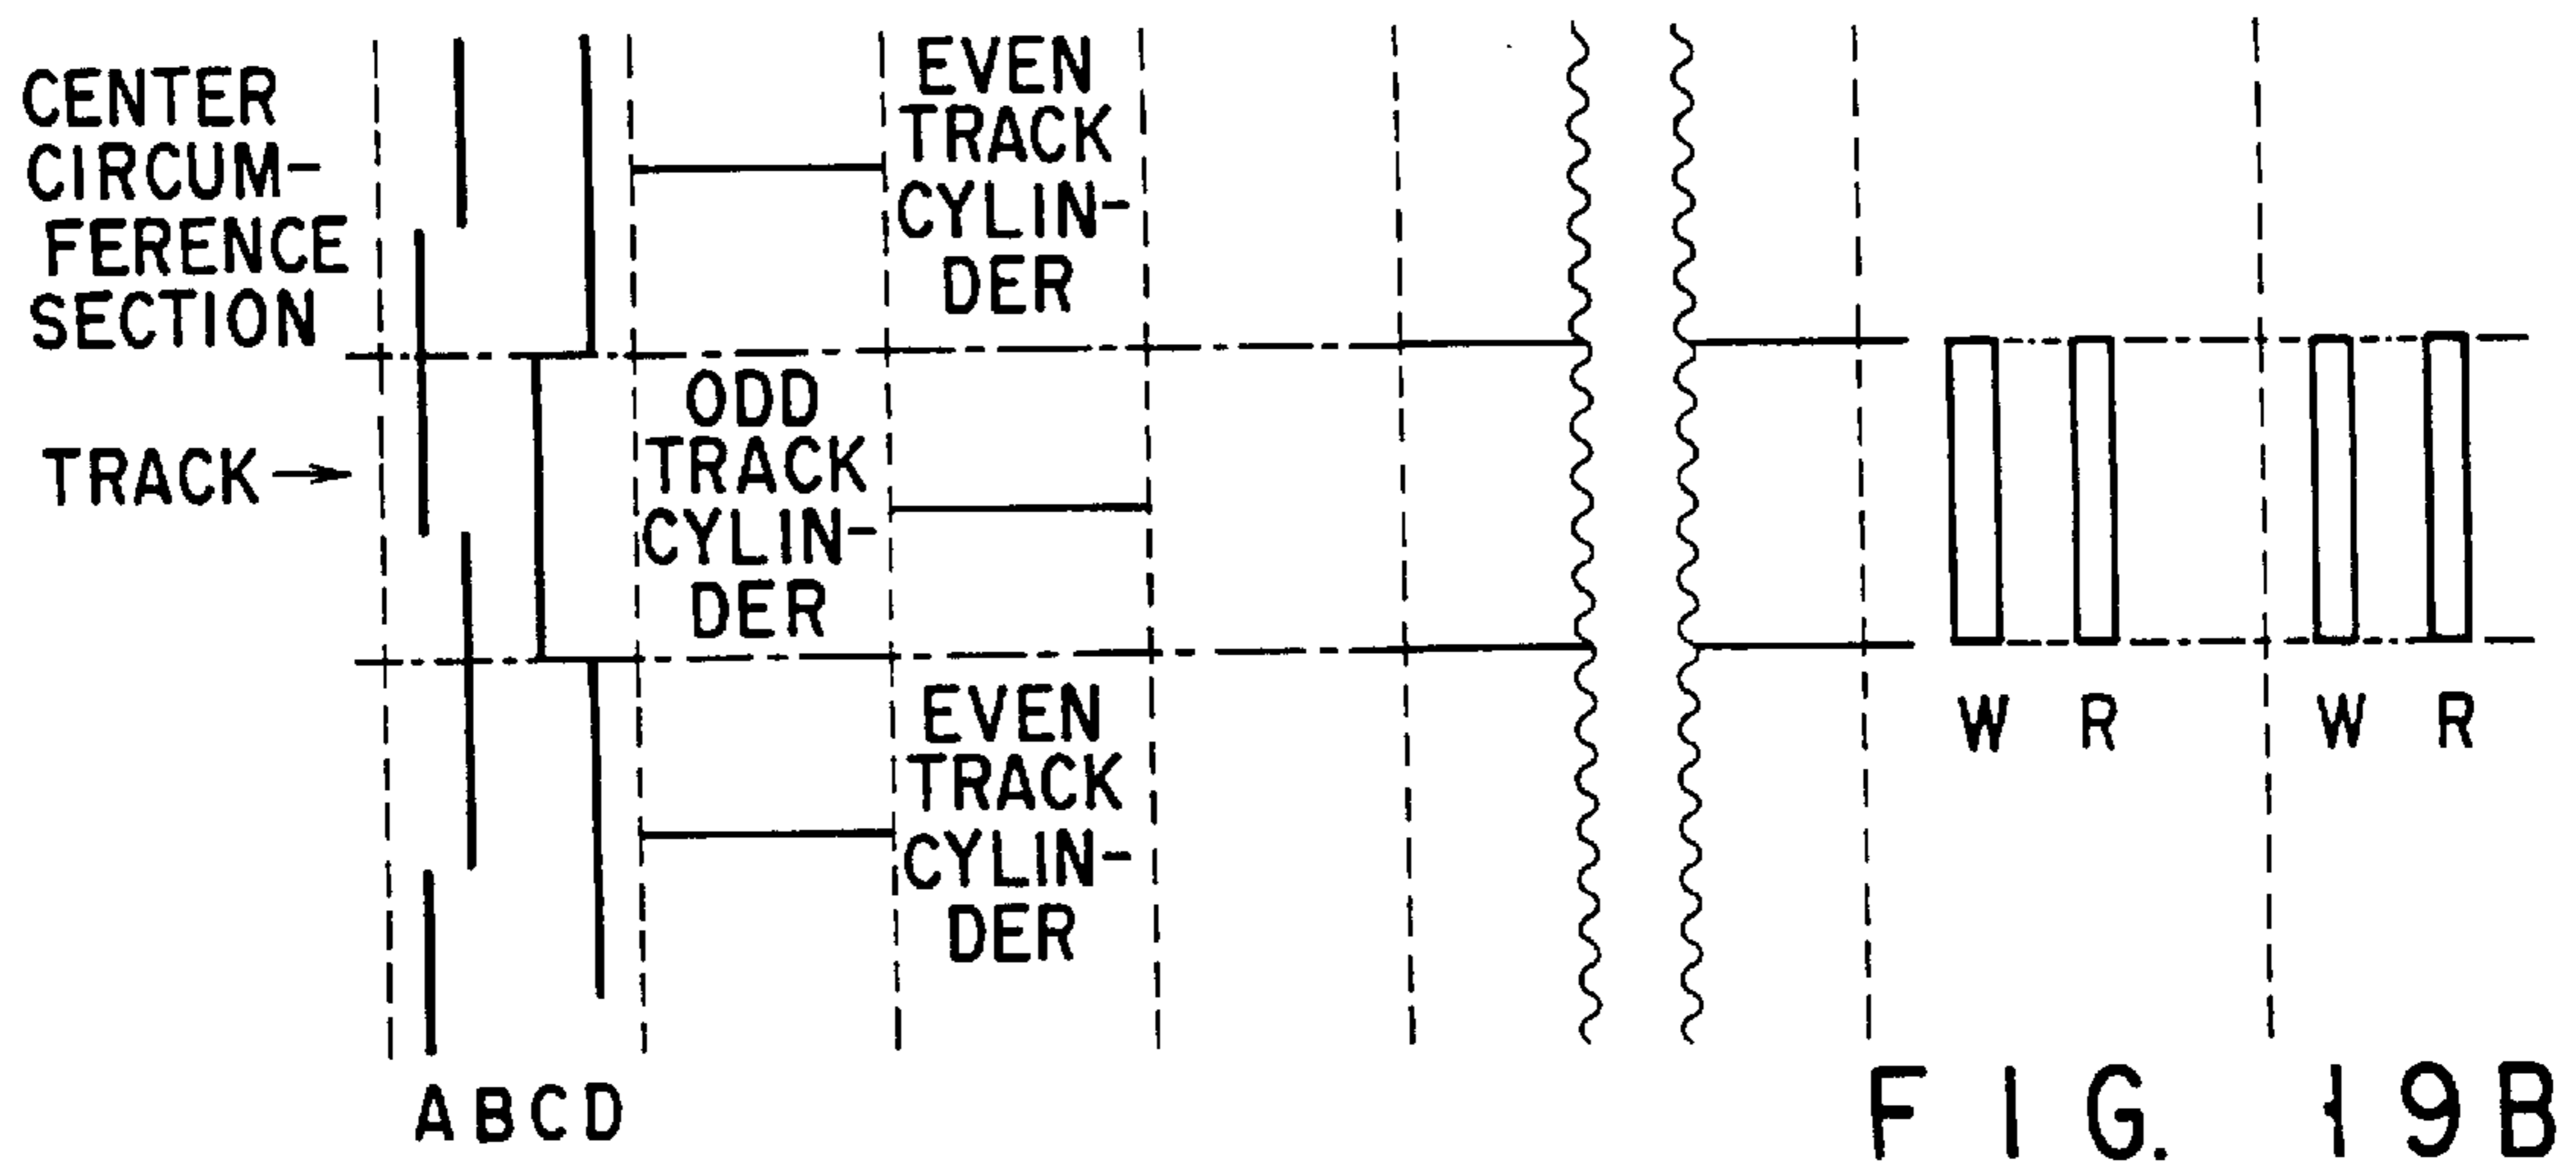 CENTER
CIRCUM-
FERENCE
SECTION
TRACK
EVEN
TRACK
CYLIN-
DER
ODD
TRACK
CYLIN-
DER
EVEN
TRACK
CYLIN-
DER
W R W R
A B C D
FIG. 19B